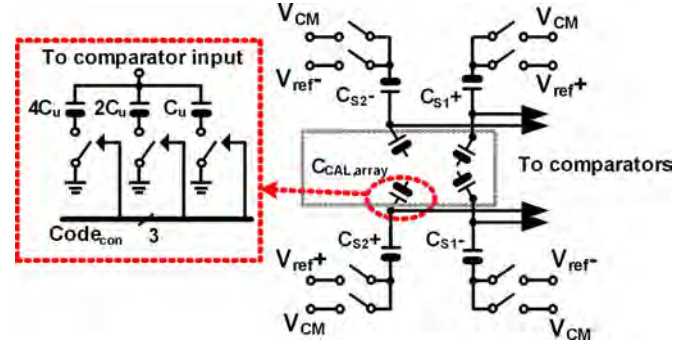 To comparator input
4Cu 2Cu Cu
Codecon 3
VCM VCM
Vref- Vref+
CS2- CS1+
CCAL,array
To comparators
CS2+ CS1-
Vref+ Vref-
VCM VCM